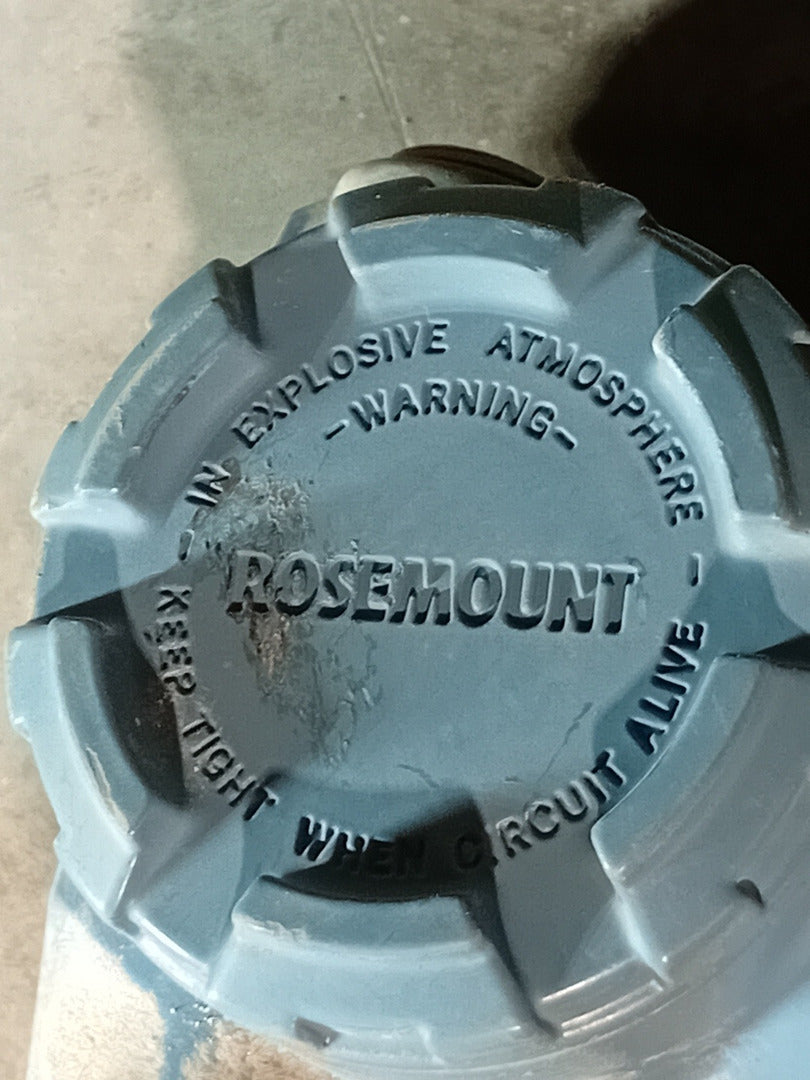 -WARNING-
- IN EXPLOSIVE ATMOSPHERE -
KEEP TIGHT WHEN CIRCUIT ALIVE
ROSEMOUNT